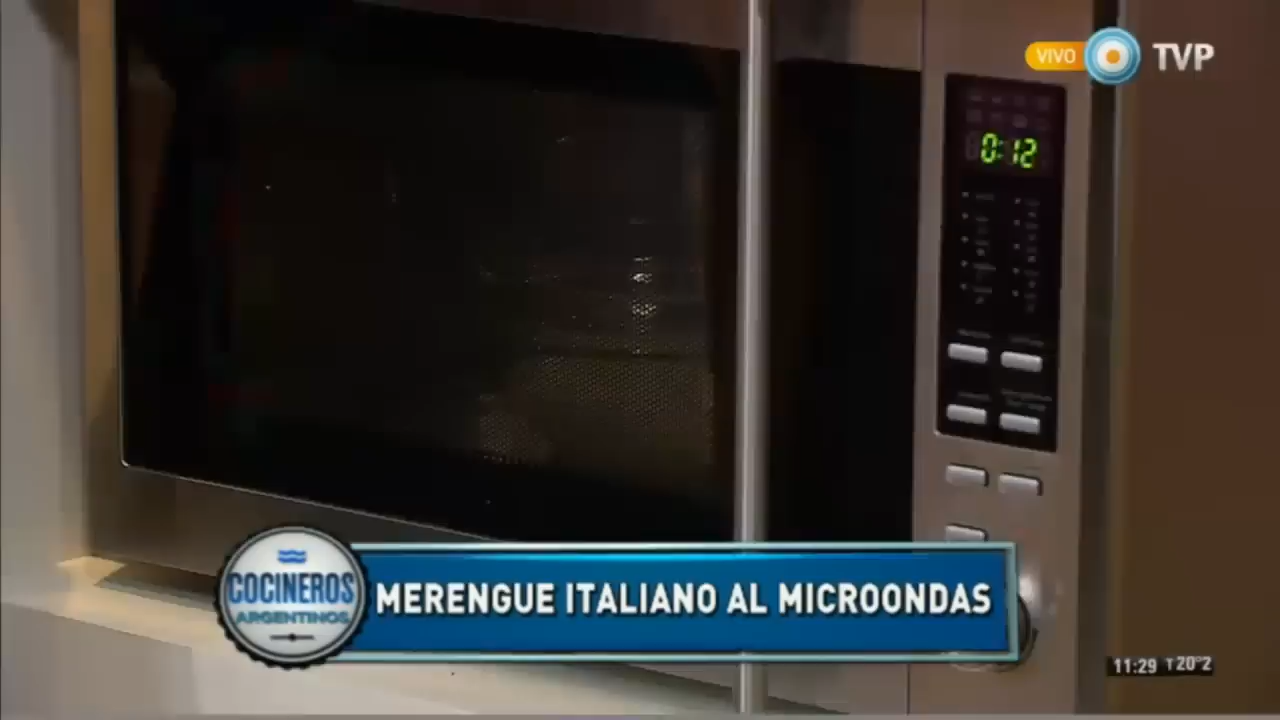 VIVO TVP
0:12
COCINEROS
ARGENTINOS
MERENGUE ITALIANO AL MICROONDAS
11:29 T20°2